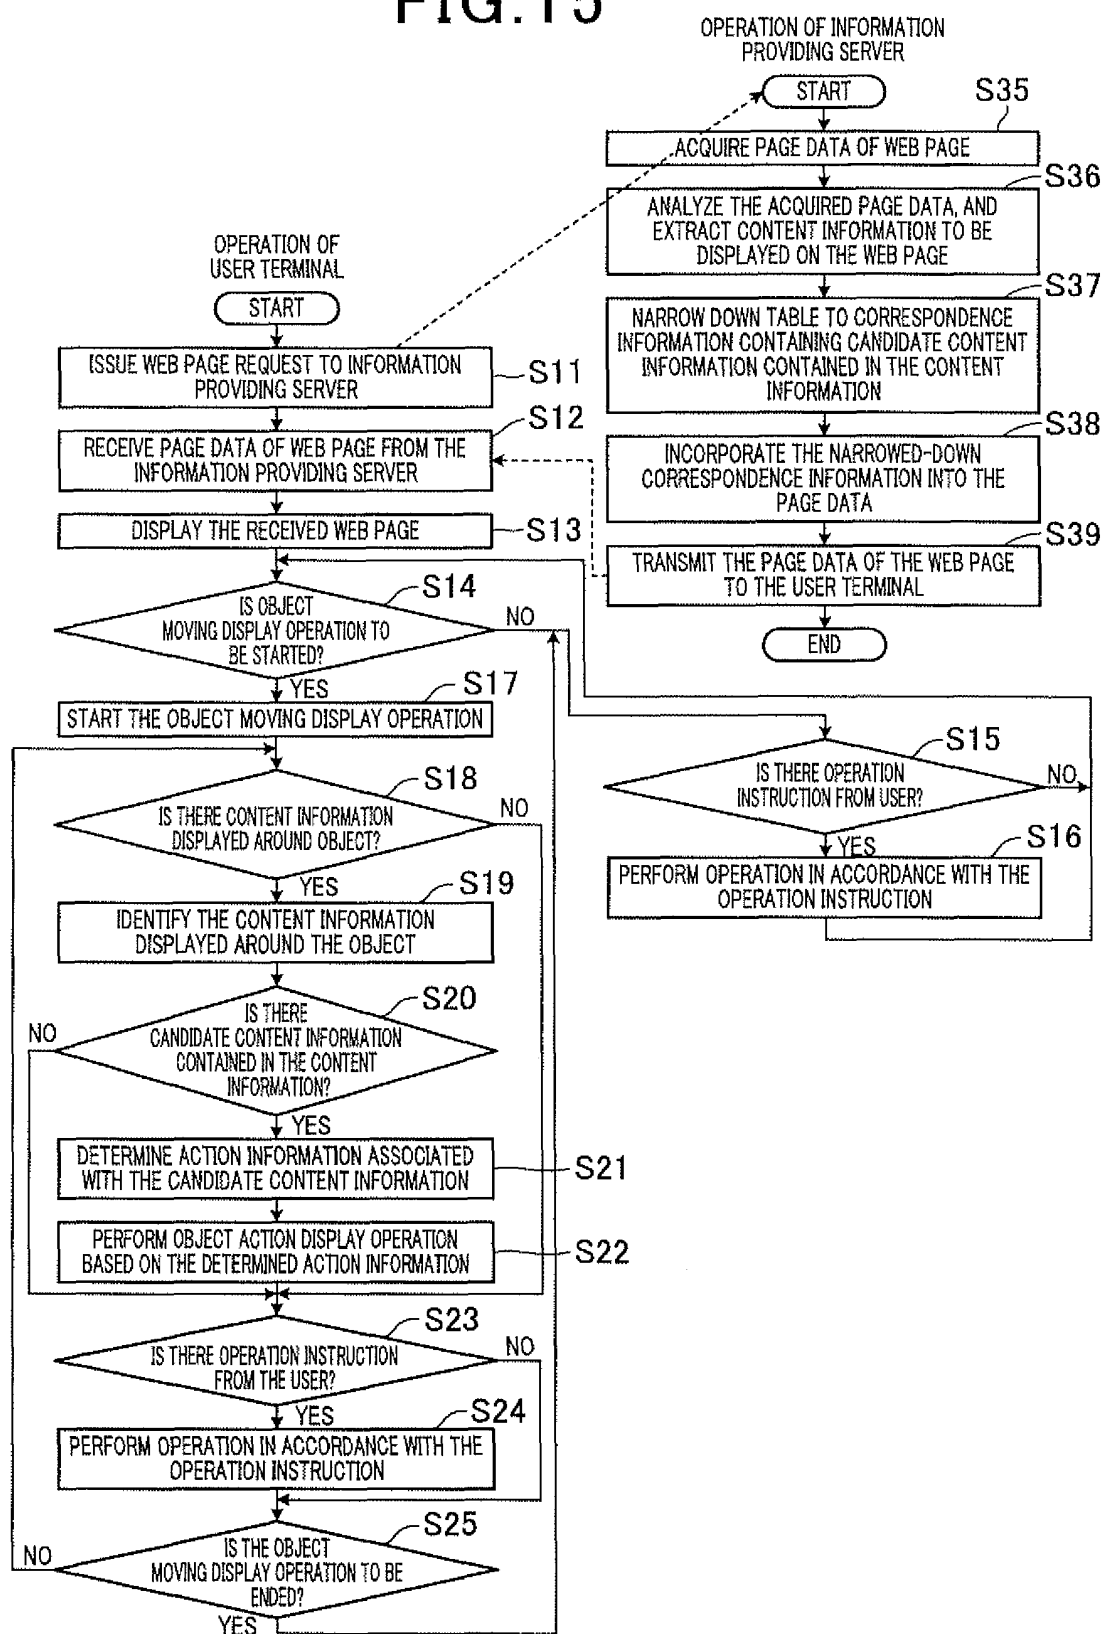 FIG.15
OPERATION OF INFORMATION
PROVIDING SERVER
START
S35
ACQUIRE PAGE DATA OF WEB PAGE
S36
ANALYZE THE ACQUIRED PAGE DATA, AND
EXTRACT CONTENT INFORMATION TO BE
DISPLAYED ON THE WEB PAGE
S37
NARROW DOWN TABLE TO CORRESPONDENCE
INFORMATION CONTAINING CANDIDATE CONTENT
INFORMATION CONTAINED IN THE CONTENT
INFORMATION
S38
INCORPORATE THE NARROWED-DOWN
CORRESPONDENCE INFORMATION INTO THE
PAGE DATA
S39
TRANSMIT THE PAGE DATA OF THE WEB PAGE
TO THE USER TERMINAL
END
OPERATION OF
USER TERMINAL
START
ISSUE WEB PAGE REQUEST TO INFORMATION
PROVIDING SERVER
S11
S12
RECEIVE PAGE DATA OF WEB PAGE FROM THE
INFORMATION PROVIDING SERVER
DISPLAY THE RECEIVED WEB PAGE
S13
S14
IS OBJECT
MOVING DISPLAY OPERATION TO
BE STARTED?
NO
YES
S17
START THE OBJECT MOVING DISPLAY OPERATION
S15
IS THERE OPERATION
INSTRUCTION FROM USER?
NO
YES
S16
PERFORM OPERATION IN ACCORDANCE WITH THE
OPERATION INSTRUCTION
S18
IS THERE CONTENT INFORMATION
DISPLAYED AROUND OBJECT?
NO
YES
S19
IDENTIFY THE CONTENT INFORMATION
DISPLAYED AROUND THE OBJECT
S20
IS THERE
CANDIDATE CONTENT INFORMATION
CONTAINED IN THE CONTENT
INFORMATION?
NO
YES
DETERMINE ACTION INFORMATION ASSOCIATED
WITH THE CANDIDATE CONTENT INFORMATION
S21
PERFORM OBJECT ACTION DISPLAY OPERATION
BASED ON THE DETERMINED ACTION INFORMATION
S22
S23
IS THERE OPERATION INSTRUCTION
FROM THE USER?
NO
YES
S24
PERFORM OPERATION IN ACCORDANCE WITH THE
OPERATION INSTRUCTION
S25
IS THE OBJECT
MOVING DISPLAY OPERATION TO BE
ENDED?
NO
YES